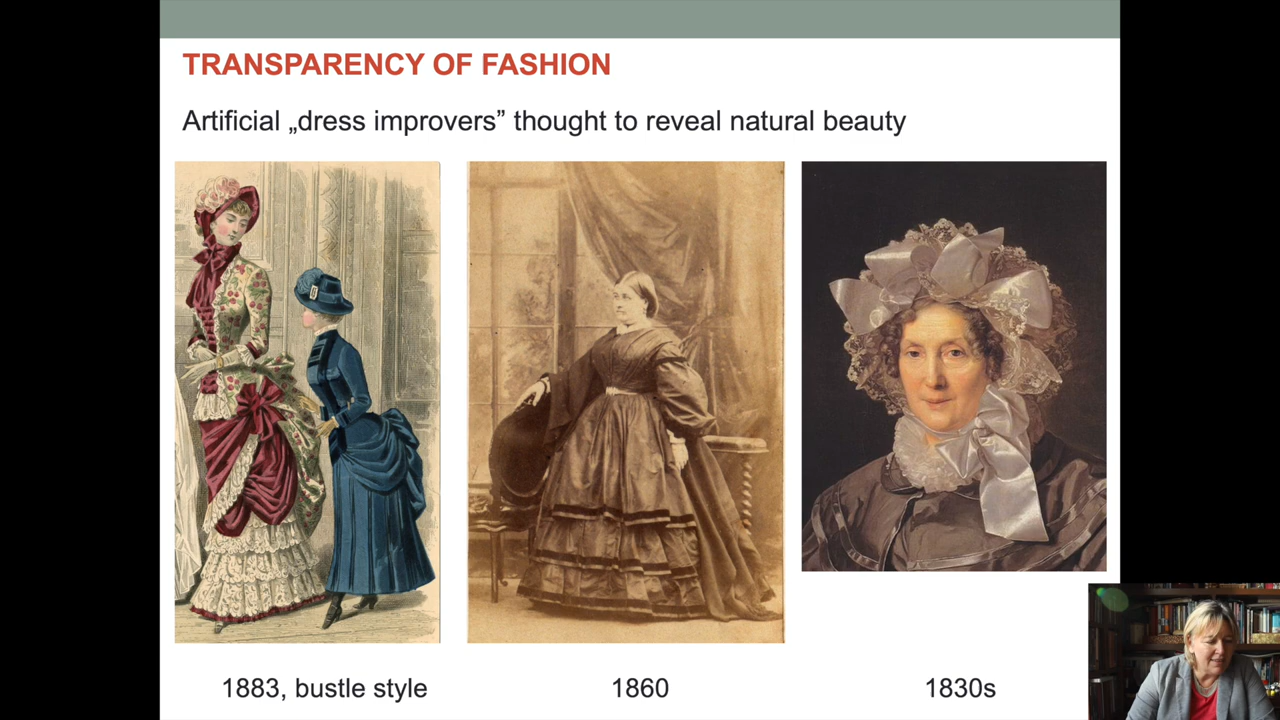 TRANSPARENCY OF FASHION
Artificial „dress improvers” thought to reveal natural beauty
1883, bustle style
1860
1830s